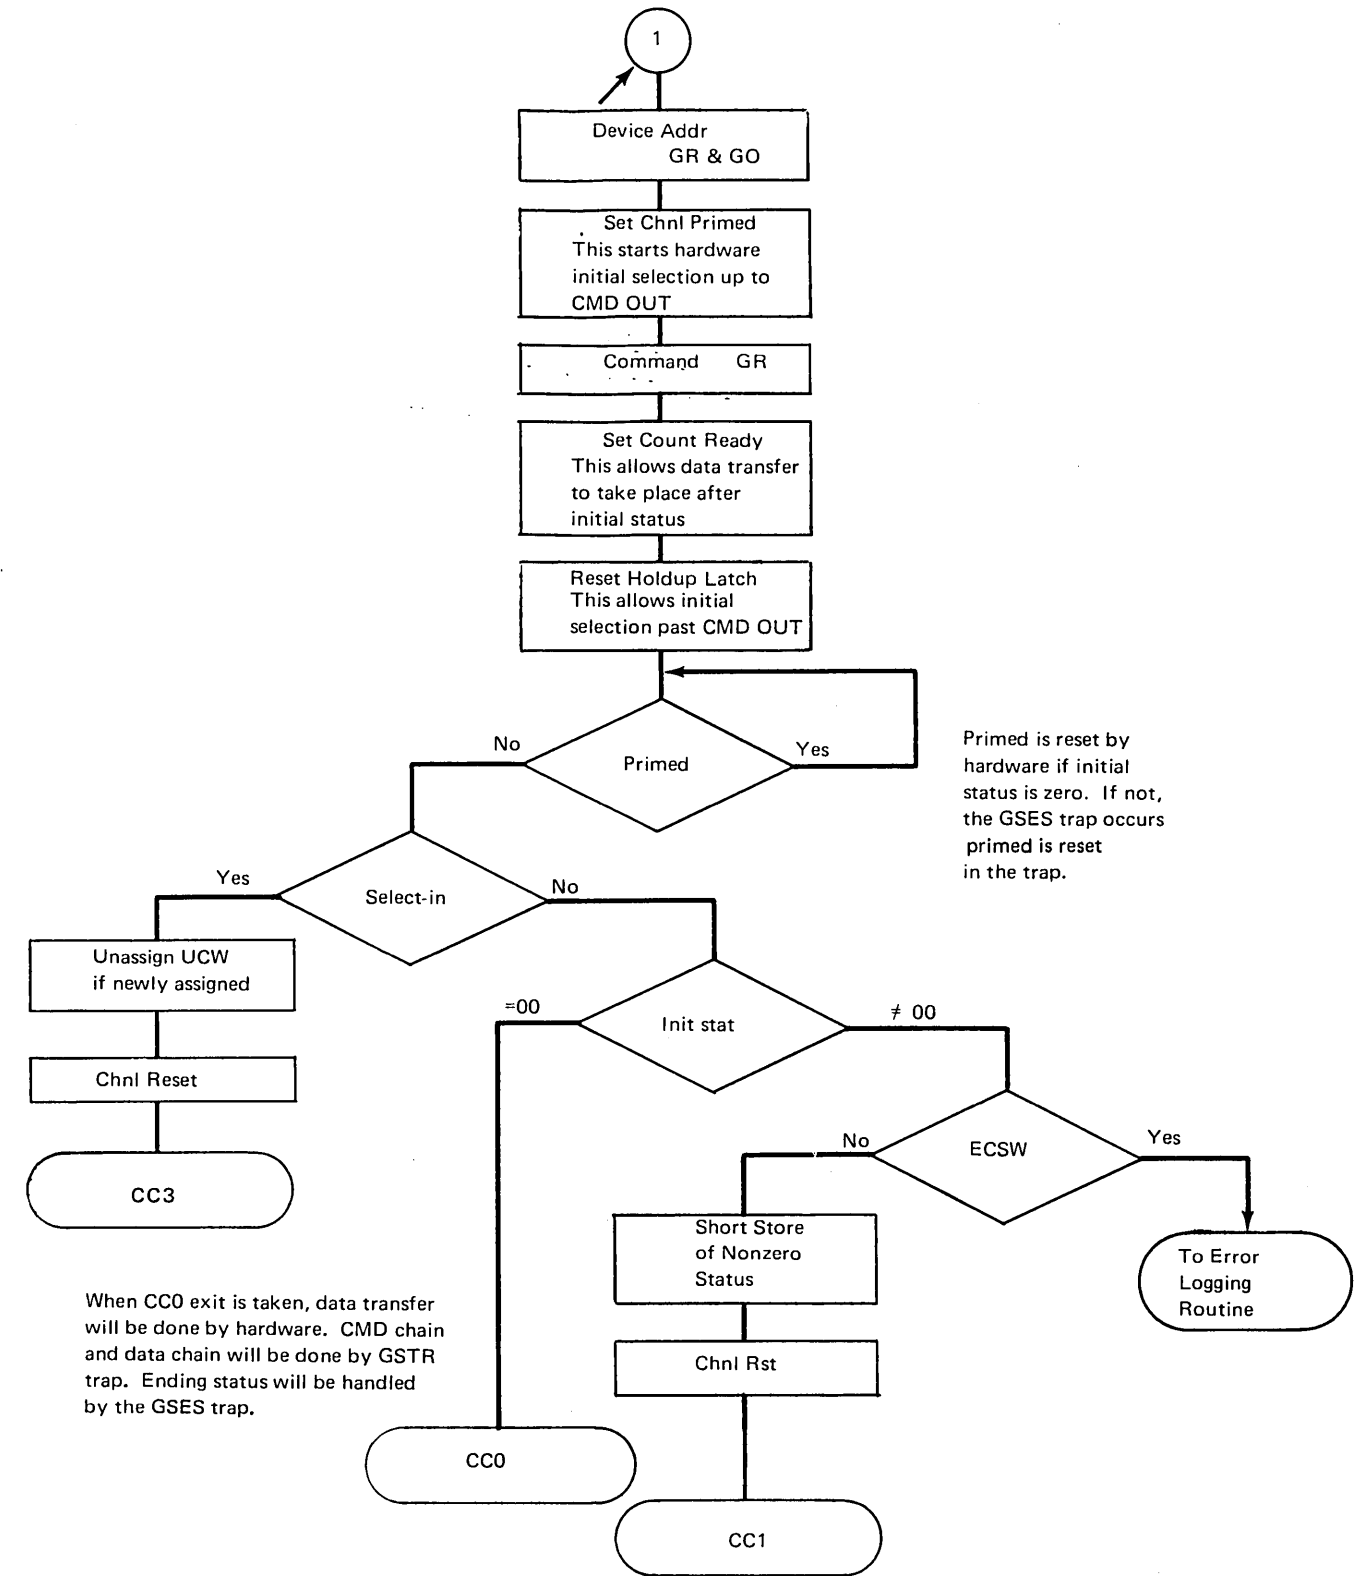 1
Device Addr
GR & GO
Set Chnl Primed
This starts hardware
initial selection up to
CMD OUT
Command GR
Set Count Ready
This allows data transfer
to take place after
initial status
Reset Holdup Latch
This allows initial
selection past CMD OUT
No
Primed
Yes
Primed is reset by
hardware if initial
status is zero. If not,
the GSES trap occurs
primed is reset
in the trap.
Yes
Select-in
No
Unassign UCW
if newly assigned
=00
Init stat
≠ 00
Chnl Reset
No
ECSW
Yes
CC3
Short Store
of Nonzero
Status
To Error
Logging
Routine
When CC0 exit is taken, data transfer
will be done by hardware. CMD chain
and data chain will be done by GSTR
trap. Ending status will be handled
by the GSES trap.
Chnl Rst
CC0
CC1